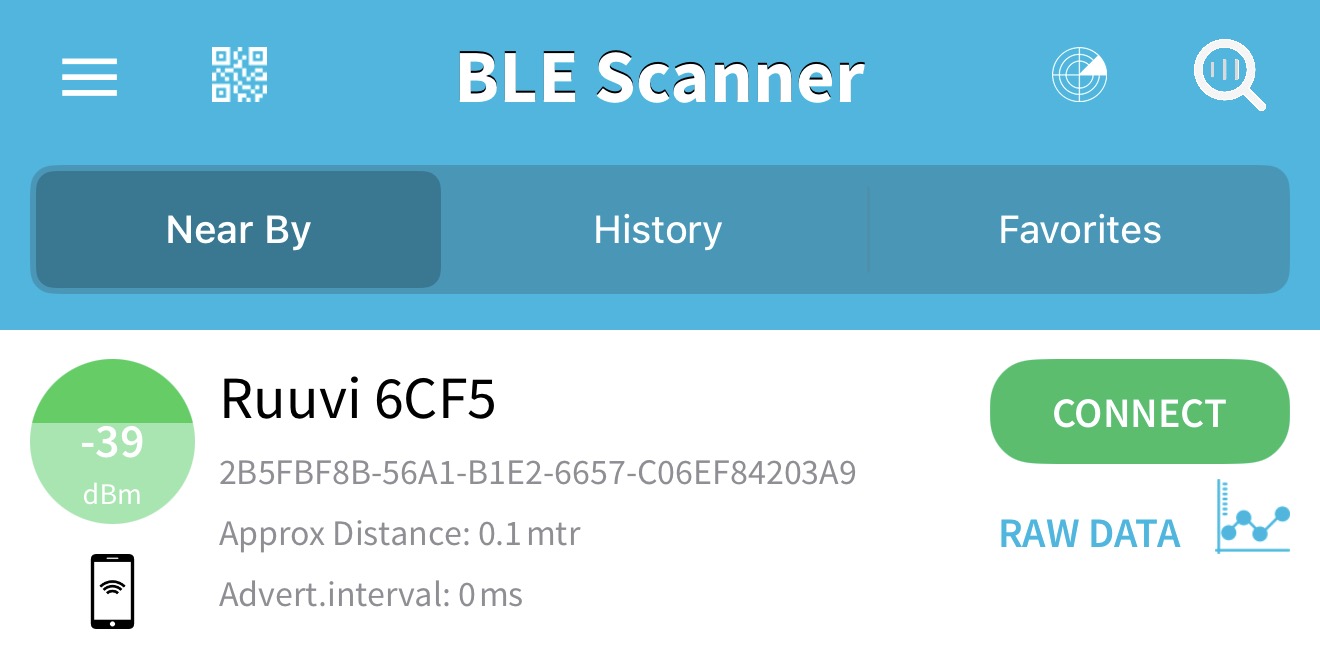 BLE Scanner
Near By History Favorites
Ruuvi 6CF5
CONNECT
-39
dBm
2B5FBF8B-56A1-B1E2-6657-C06EF84203A9
Approx Distance: 0.1 mtr
RAW DATA
Advert.interval: 0 ms